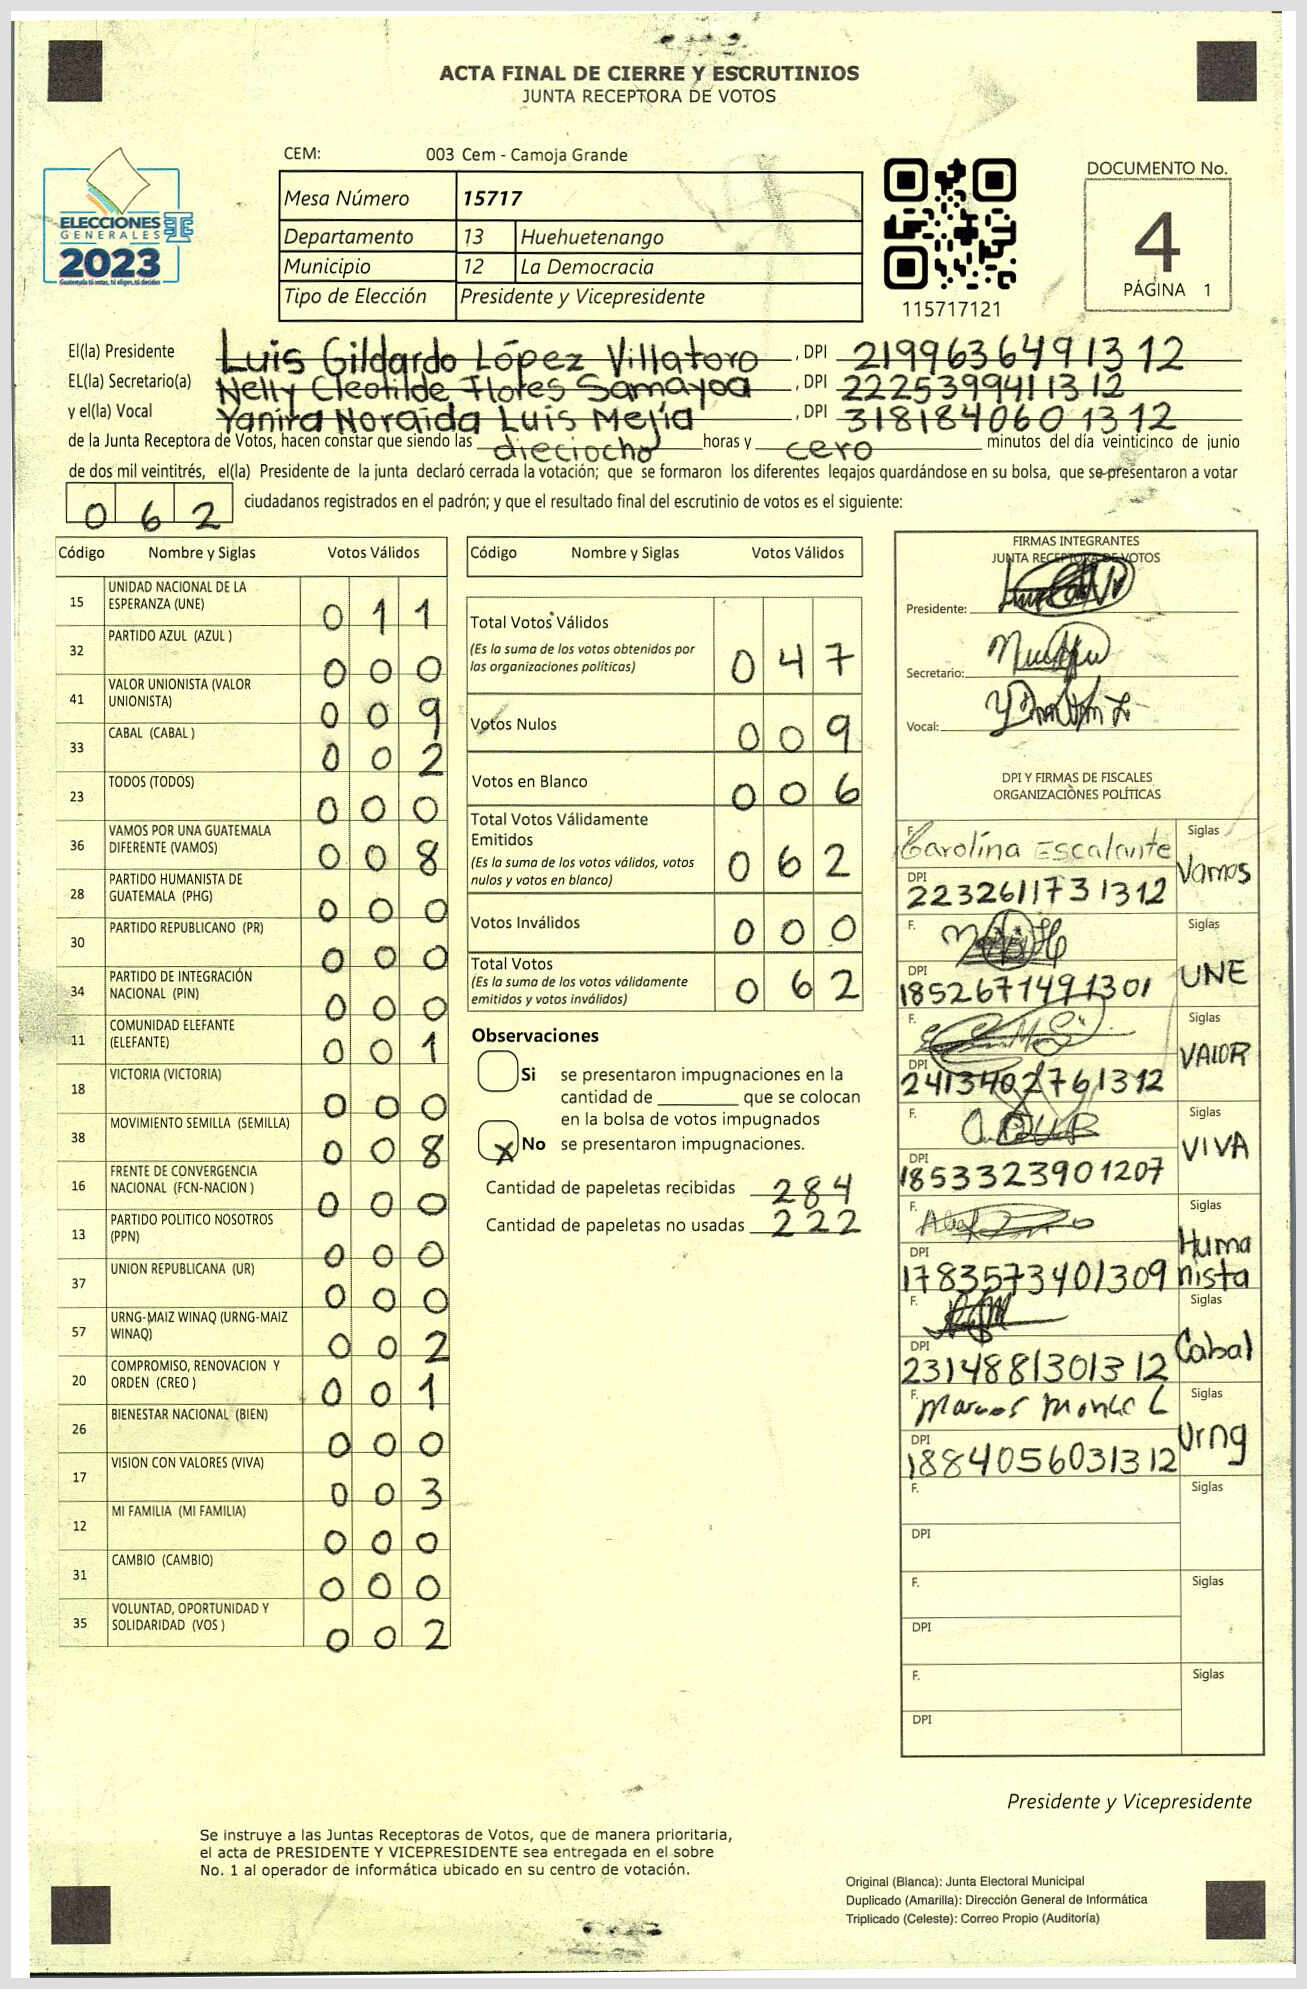 ACTA FINAL DE CIERRE Y ESCRUTINIOS
JUNTA RECEPTORA DE VOTOS
ELECCIONES
GENERALES
2023
CEM: 003 Cem - Camoja Grande
Mesa Número 15717
Departamento 13 Huehuetenango
Municipio 12 La Democracia
Tipo de Elección Presidente y Vicepresidente
115717121
DOCUMENTO No.
4
PÁGINA 1
El(la) Presidente Luis Gildardo López Villatoro , DPI 2199636491312
EL(la) Secretario(a) Nelly Cleotilde Flores Samayoa , DPI 2225399411312
y el(la) Vocal Yanira Noraida Luis Mejía , DPI 3181840601312
de la Junta Receptora de Votos, hacen constar que siendo las dieciocho horas y cero minutos del día veinticinco de junio
de dos mil veintitrés, el(la) Presidente de la junta declaró cerrada la votación; que se formaron los diferentes legajos guardándose en su bolsa, que se presentaron a votar
062 ciudadanos registrados en el padrón; y que el resultado final del escrutinio de votos es el siguiente:
Código Nombre y Siglas Votos Válidos
15 UNIDAD NACIONAL DE LA ESPERANZA (UNE) 011
32 PARTIDO AZUL (AZUL ) 000
41 VALOR UNIONISTA (VALOR UNIONISTA) 009
33 CABAL (CABAL ) 002
23 TODOS (TODOS) 000
36 VAMOS POR UNA GUATEMALA DIFERENTE (VAMOS) 008
28 PARTIDO HUMANISTA DE GUATEMALA (PHG) 000
30 PARTIDO REPUBLICANO (PR) 000
34 PARTIDO DE INTEGRACIÓN NACIONAL (PIN) 000
11 COMUNIDAD ELEFANTE (ELEFANTE) 001
18 VICTORIA (VICTORIA) 000
38 MOVIMIENTO SEMILLA (SEMILLA) 008
16 FRENTE DE CONVERGENCIA NACIONAL (FCN-NACION ) 000
13 PARTIDO POLITICO NOSOTROS (PPN) 000
37 UNION REPUBLICANA (UR) 000
57 URNG-MAIZ WINAQ (URNG-MAIZ WINAQ) 002
20 COMPROMISO, RENOVACION Y ORDEN (CREO ) 001
26 BIENESTAR NACIONAL (BIEN) 000
17 VISION CON VALORES (VIVA) 003
12 MI FAMILIA (MI FAMILIA) 000
31 CAMBIO (CAMBIO) 000
35 VOLUNTAD, OPORTUNIDAD Y SOLIDARIDAD (VOS ) 002
Código Nombre y Siglas Votos Válidos
Total Votos Válidos
(Es la suma de los votos obtenidos por las organizaciones políticas) 047
Votos Nulos 009
Votos en Blanco 006
Total Votos Válidamente Emitidos
(Es la suma de los votos válidos, votos nulos y votos en blanco) 062
Votos Inválidos 000
Total Votos
(Es la suma de los votos válidamente emitidos y votos inválidos) 062
Observaciones
Si se presentaron impugnaciones en la
cantidad de ________ que se colocan
en la bolsa de votos impugnados
X No se presentaron impugnaciones.
Cantidad de papeletas recibidas 284
Cantidad de papeletas no usadas 222
FIRMAS INTEGRANTES
JUNTA RECEPTORA DE VOTOS
Presidente:
Secretario:
Vocal:
DPI Y FIRMAS DE FISCALES
ORGANIZACIONES POLÍTICAS
F. Carolina Escalante Siglas Vamos
DPI 2232611731312
F. Siglas UNE
DPI 1852671491301
F. Siglas VALOR
DPI 2413402761312
F. Siglas VIVA
DPI 1853323901207
F. Siglas Humanista
DPI 1783573401309
F. Siglas Cabal
DPI 2314881301312
F. Marcos Siglas Urng
DPI 1884056031312
F. Siglas
DPI
F. Siglas
DPI
F. Siglas
DPI
Presidente y Vicepresidente
Se instruye a las Juntas Receptoras de Votos, que de manera prioritaria,
el acta de PRESIDENTE Y VICEPRESIDENTE sea entregada en el sobre
No. 1 al operador de informática ubicado en su centro de votación.
Original (Blanca): Junta Electoral Municipal
Duplicado (Amarilla): Dirección General de Informática
Triplicado (Celeste): Correo Propio (Auditoría)